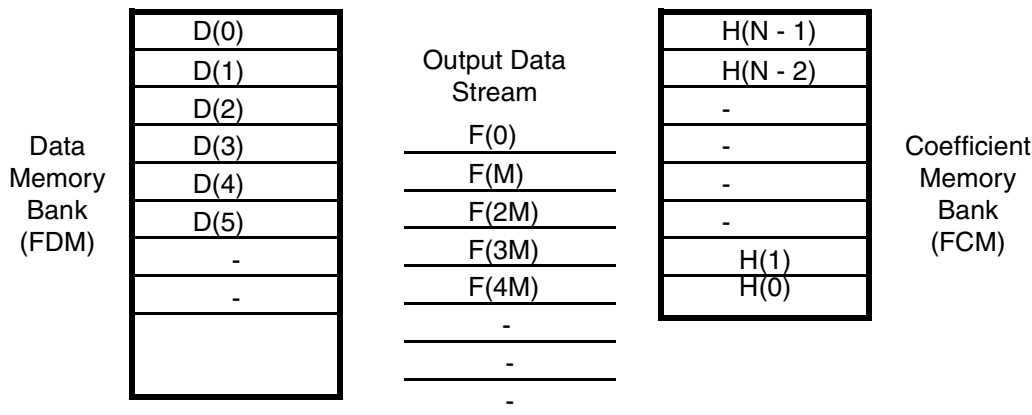 Data
Memory
Bank
(FDM)
D(0)
D(1)
D(2)
D(3)
D(4)
D(5)
-
-
Output Data
Stream
F(0)
F(M)
F(2M)
F(3M)
F(4M)
-
-
-
H(N - 1)
H(N - 2)
-
-
-
-
H(1)
H(0)
Coefficient
Memory
Bank
(FCM)